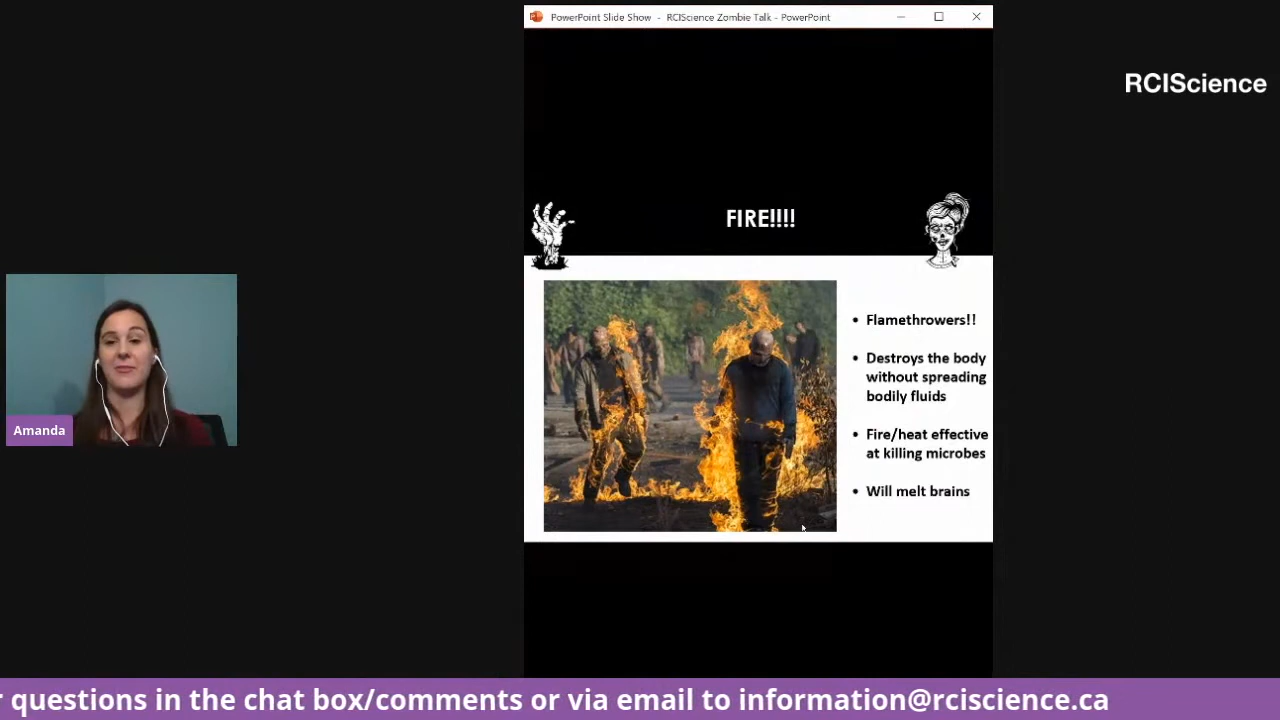 PowerPoint Slide Show - RCIScience Zombie Talk - PowerPoint
RCIScience
FIRE!!!!
• Flamethrowers!!
• Destroys the body
without spreading
bodily fluids
• Fire/heat effective
at killing microbes
• Will melt brains
Amanda
questions in the chat box/comments or via email to information@rciscience.ca